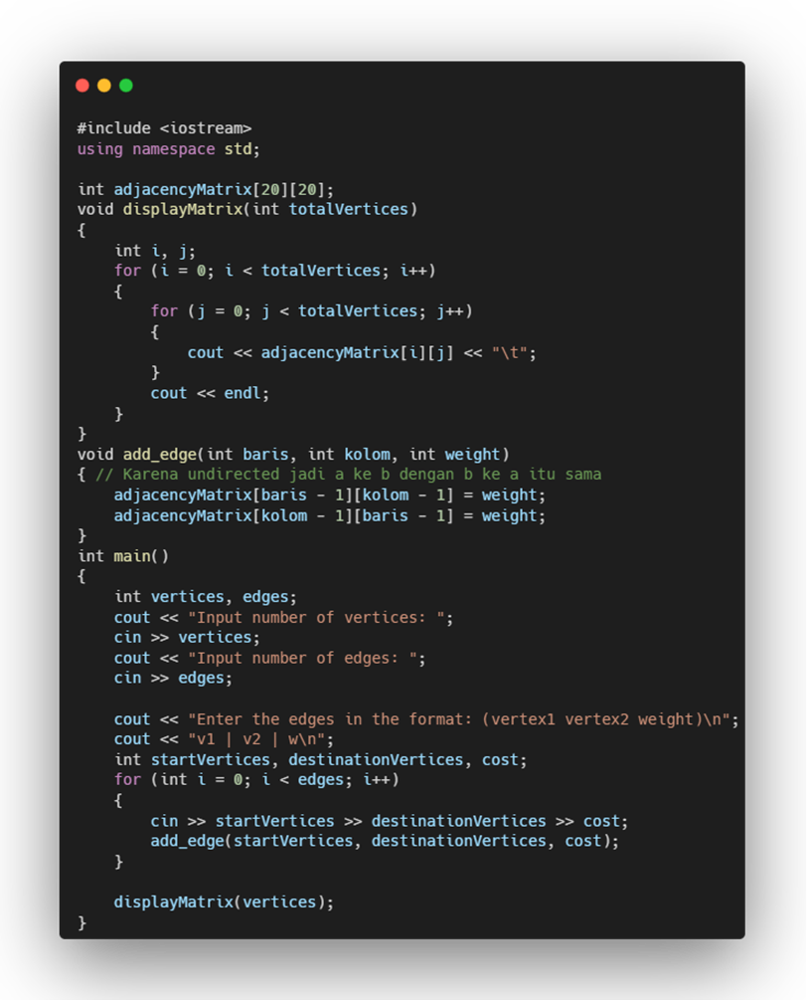 #include <iostream>
using namespace std;
int adjacencyMatrix[20][20];
void displayMatrix(int totalVertices)
{
    int i, j;
    for (i = 0; i < totalVertices; i++)
    {
        for (j = 0; j < totalVertices; j++)
        {
            cout << adjacencyMatrix[i][j] << "\t";
        }
        cout << endl;
    }
}
void add_edge(int baris, int kolom, int weight)
{ // Karena undirected jadi a ke b dengan b ke a itu sama
    adjacencyMatrix[baris - 1][kolom - 1] = weight;
    adjacencyMatrix[kolom - 1][baris - 1] = weight;
}
int main()
{
    int vertices, edges;
    cout << "Input number of vertices: ";
    cin >> vertices;
    cout << "Input number of edges: ";
    cin >> edges;
    cout << "Enter the edges in the format: (vertex1 vertex2 weight)\n";
    cout << "v1 | v2 | w\n";
    int startVertices, destinationVertices, cost;
    for (int i = 0; i < edges; i++)
    {
        cin >> startVertices >> destinationVertices >> cost;
        add_edge(startVertices, destinationVertices, cost);
    }
    displayMatrix(vertices);
}